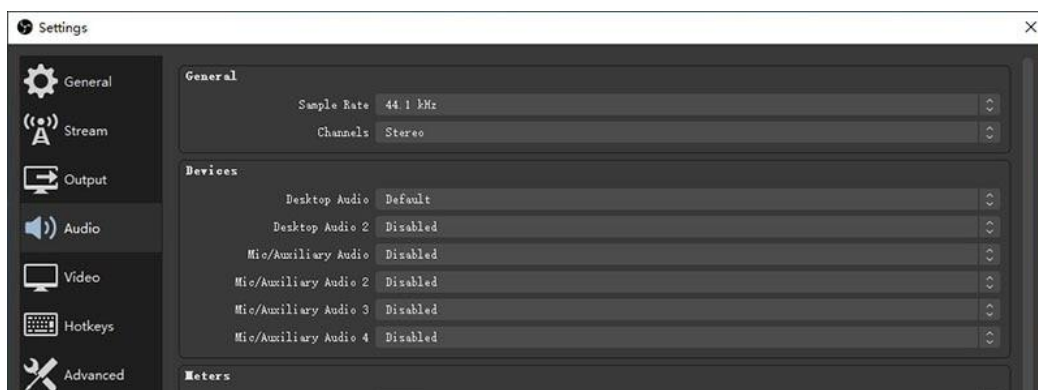 Settings
General
Stream
Output
Audio
Video
Hotkeys
Advanced
General
Sample Rate 44.1 kHz
Channels Stereo
Devices
Desktop Audio Default
Desktop Audio 2 Disabled
Mic/Auxiliary Audio Disabled
Mic/Auxiliary Audio 2 Disabled
Mic/Auxiliary Audio 3 Disabled
Mic/Auxiliary Audio 4 Disabled
Meters